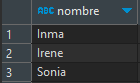 ABC nombre
1 Inma
2 Irene
3 Sonia